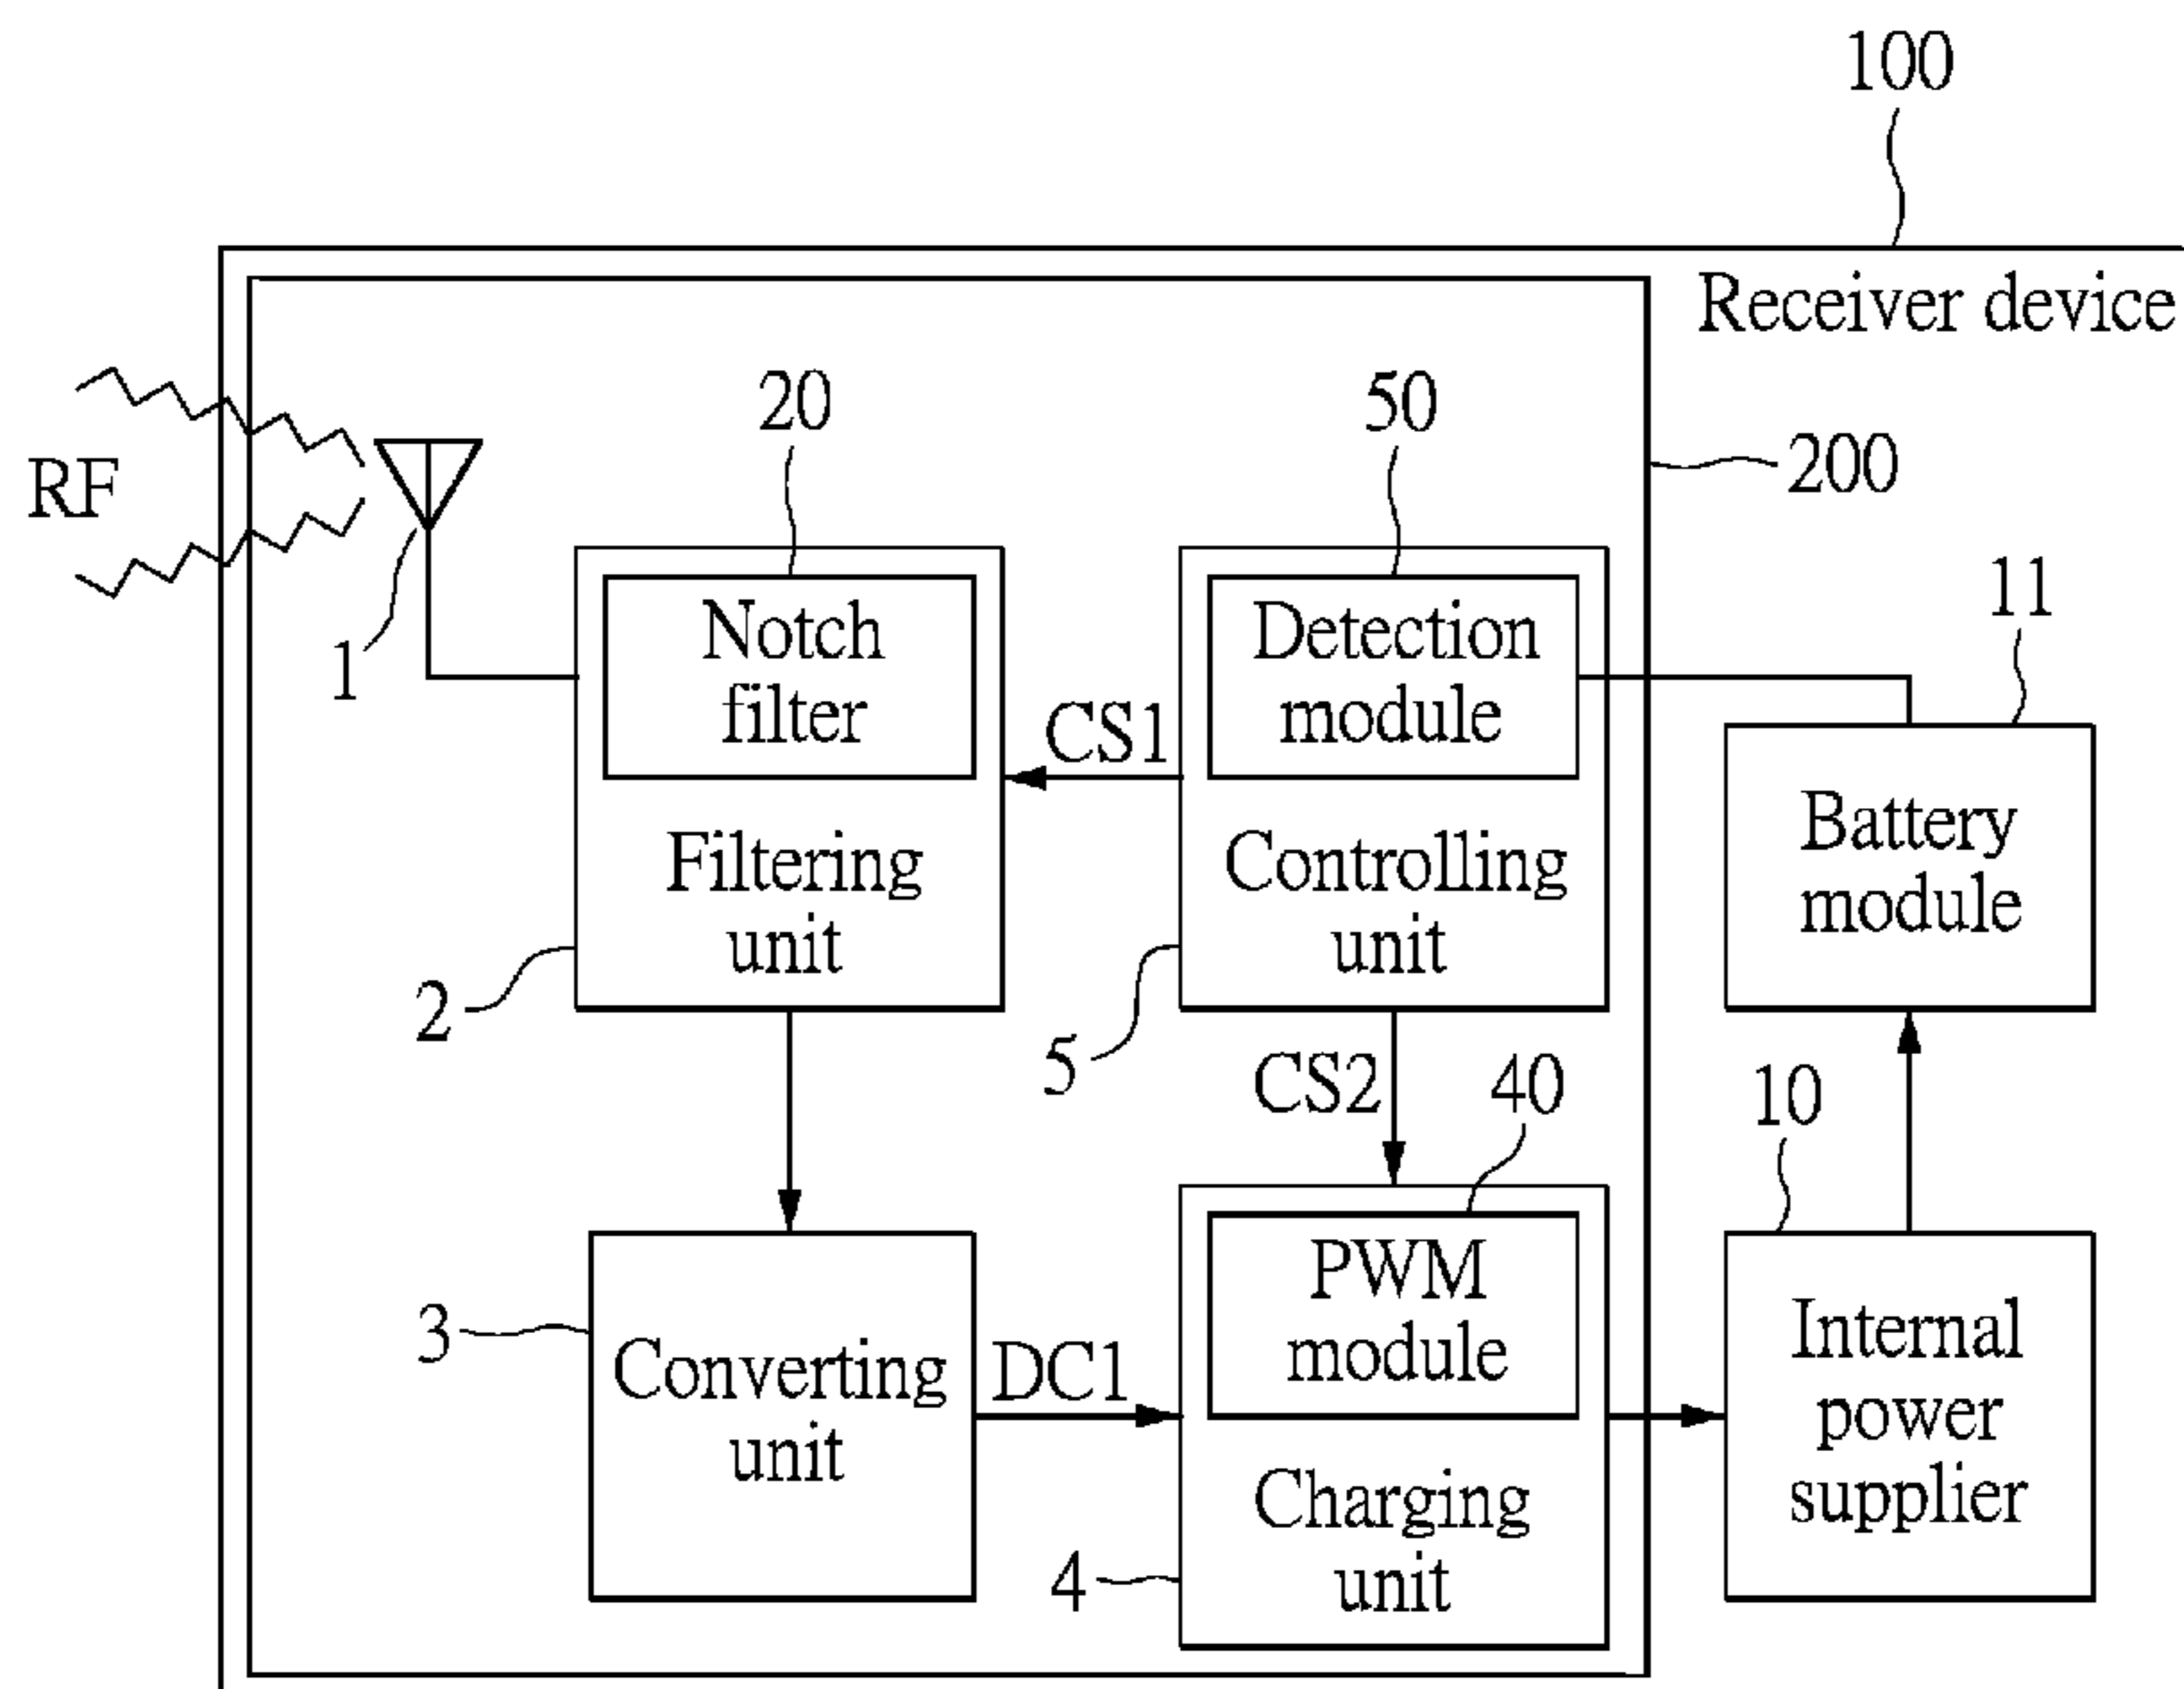 100
Receiver device
RF
1
20
Notch
filter
Filtering
unit
2
50
Detection
module
Controlling
unit
5
CS1
CS2
200
11
Battery
module
3
Converting
unit
DC1
40
PWM
module
Charging
unit
4
10
Internal
power
supplier